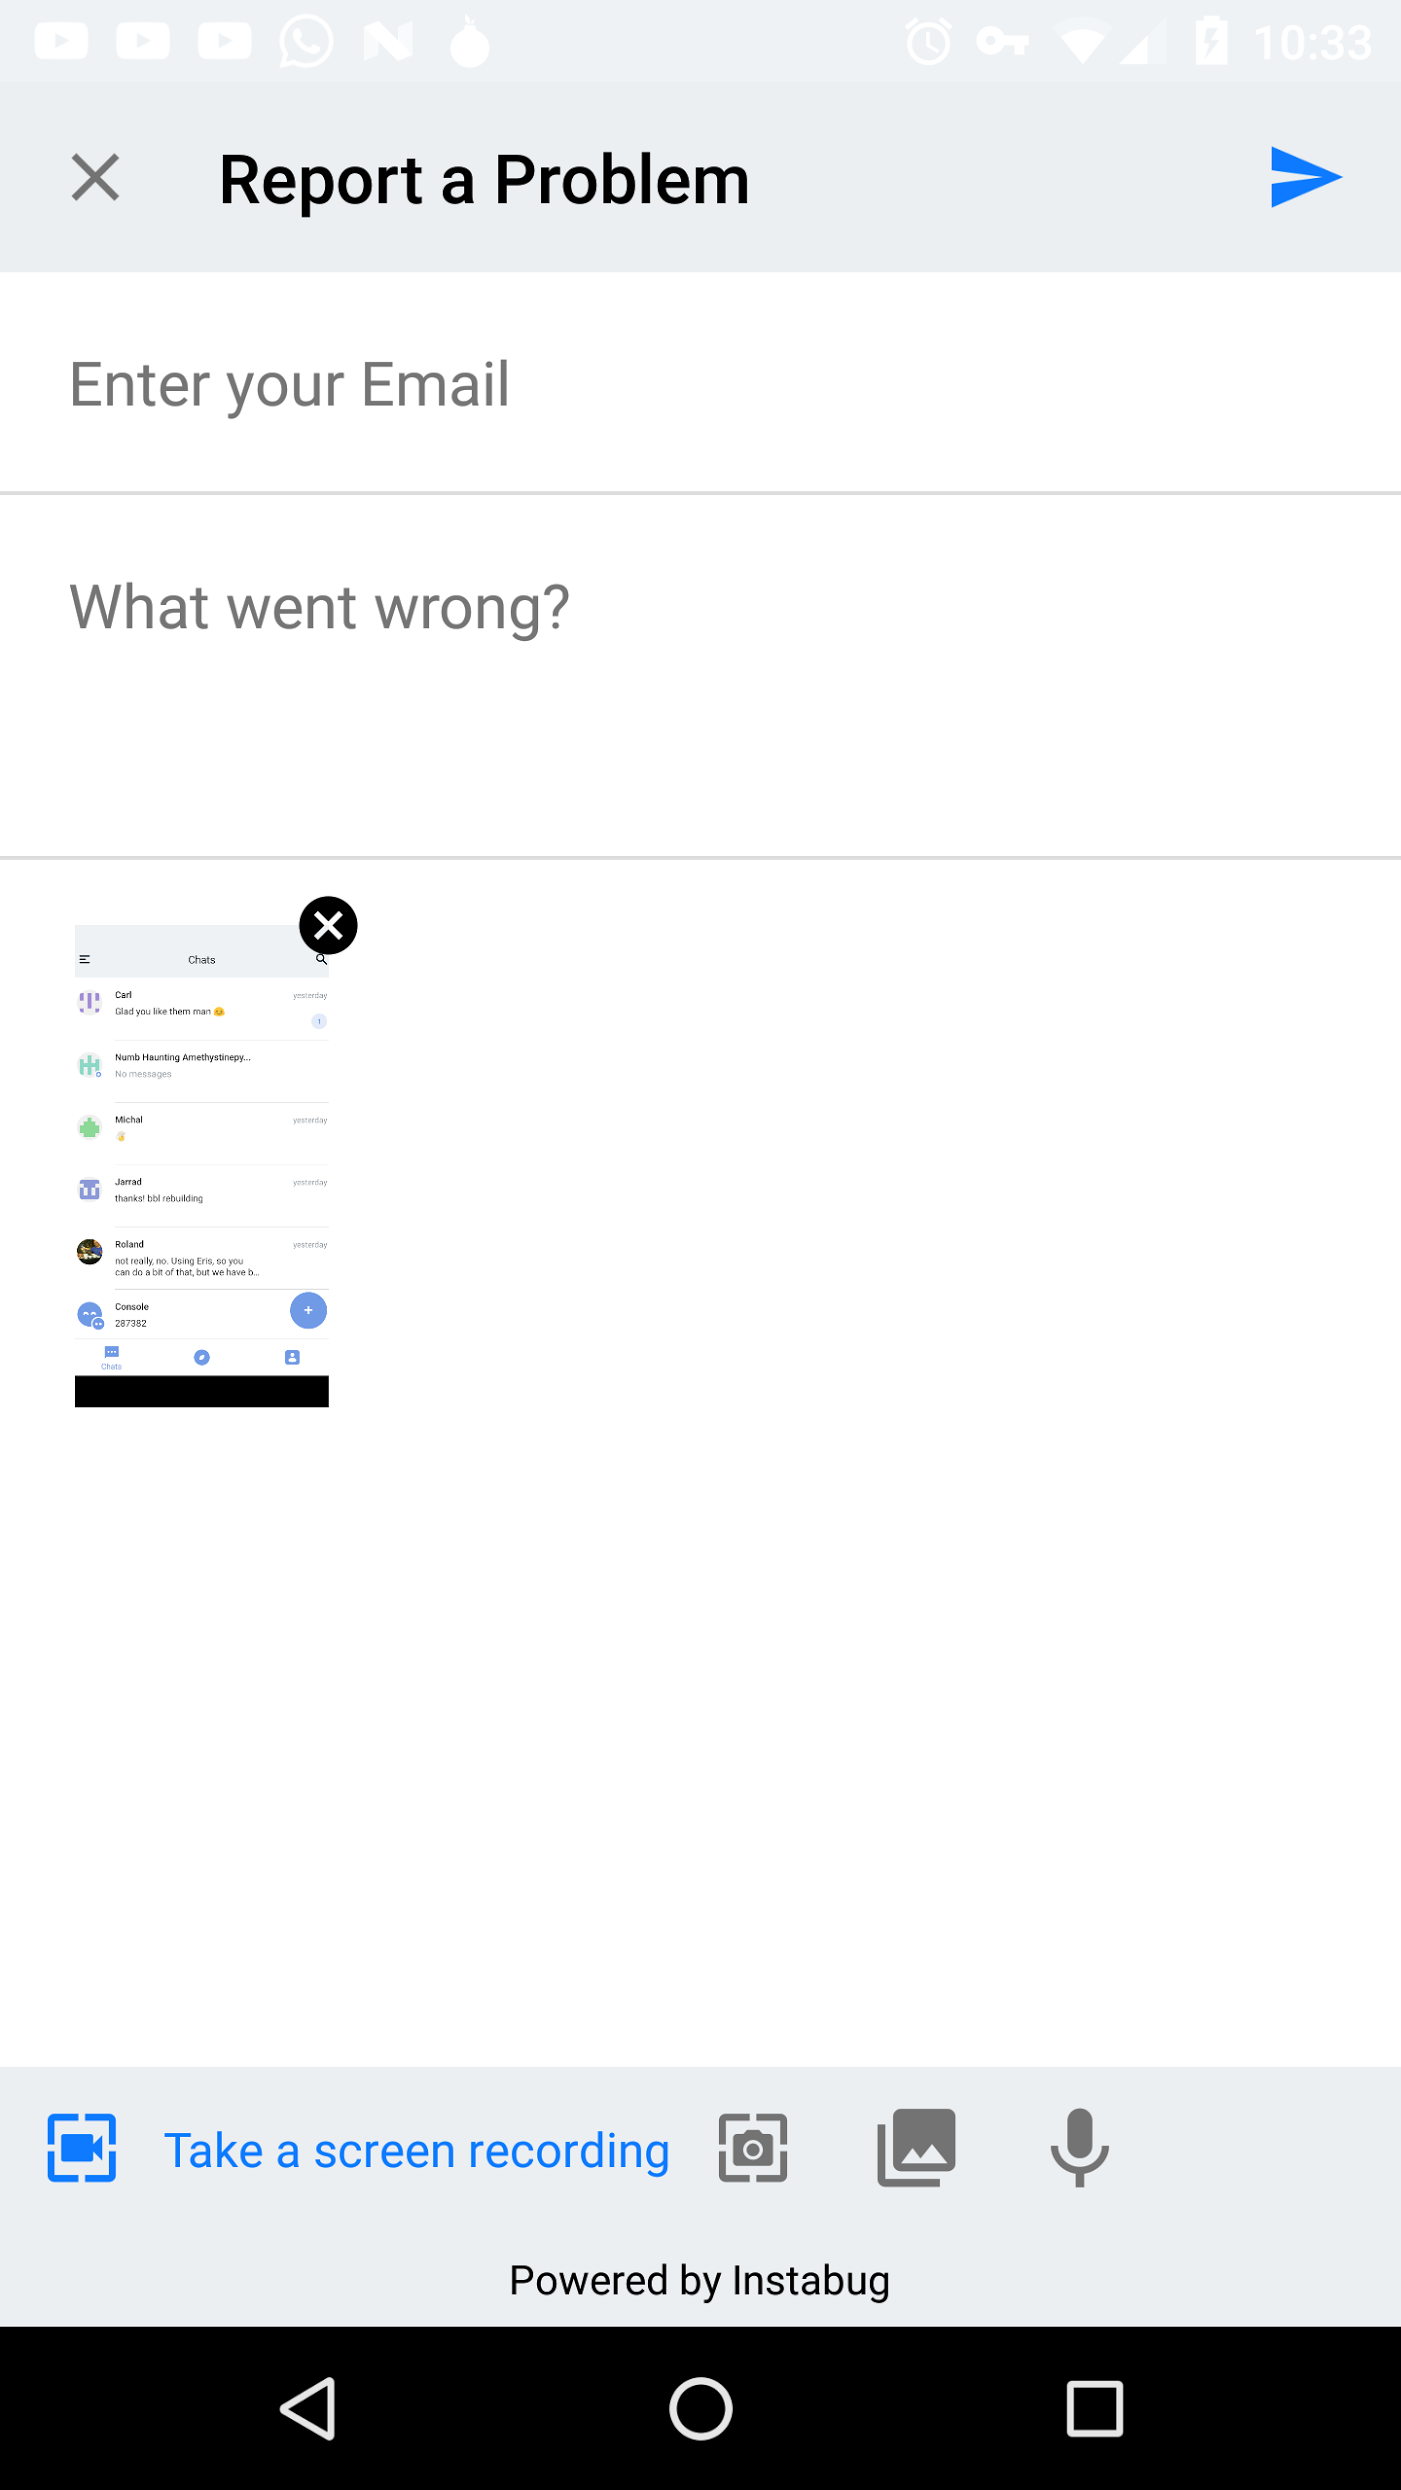 10:33
Report a Problem
Enter your Email
What went wrong?
Chats
Carl
yesterday
Glad you like them man 🤗
1
Numb Haunting Amethystinepy...
No messages
Michal
yesterday
Jarrad
yesterday
thanks! bbl rebuilding
Roland
yesterday
not really, no. Using Eris, so you
can do a bit of that, but we have b...
Console
287382
Chats
Take a screen recording
Powered by Instabug